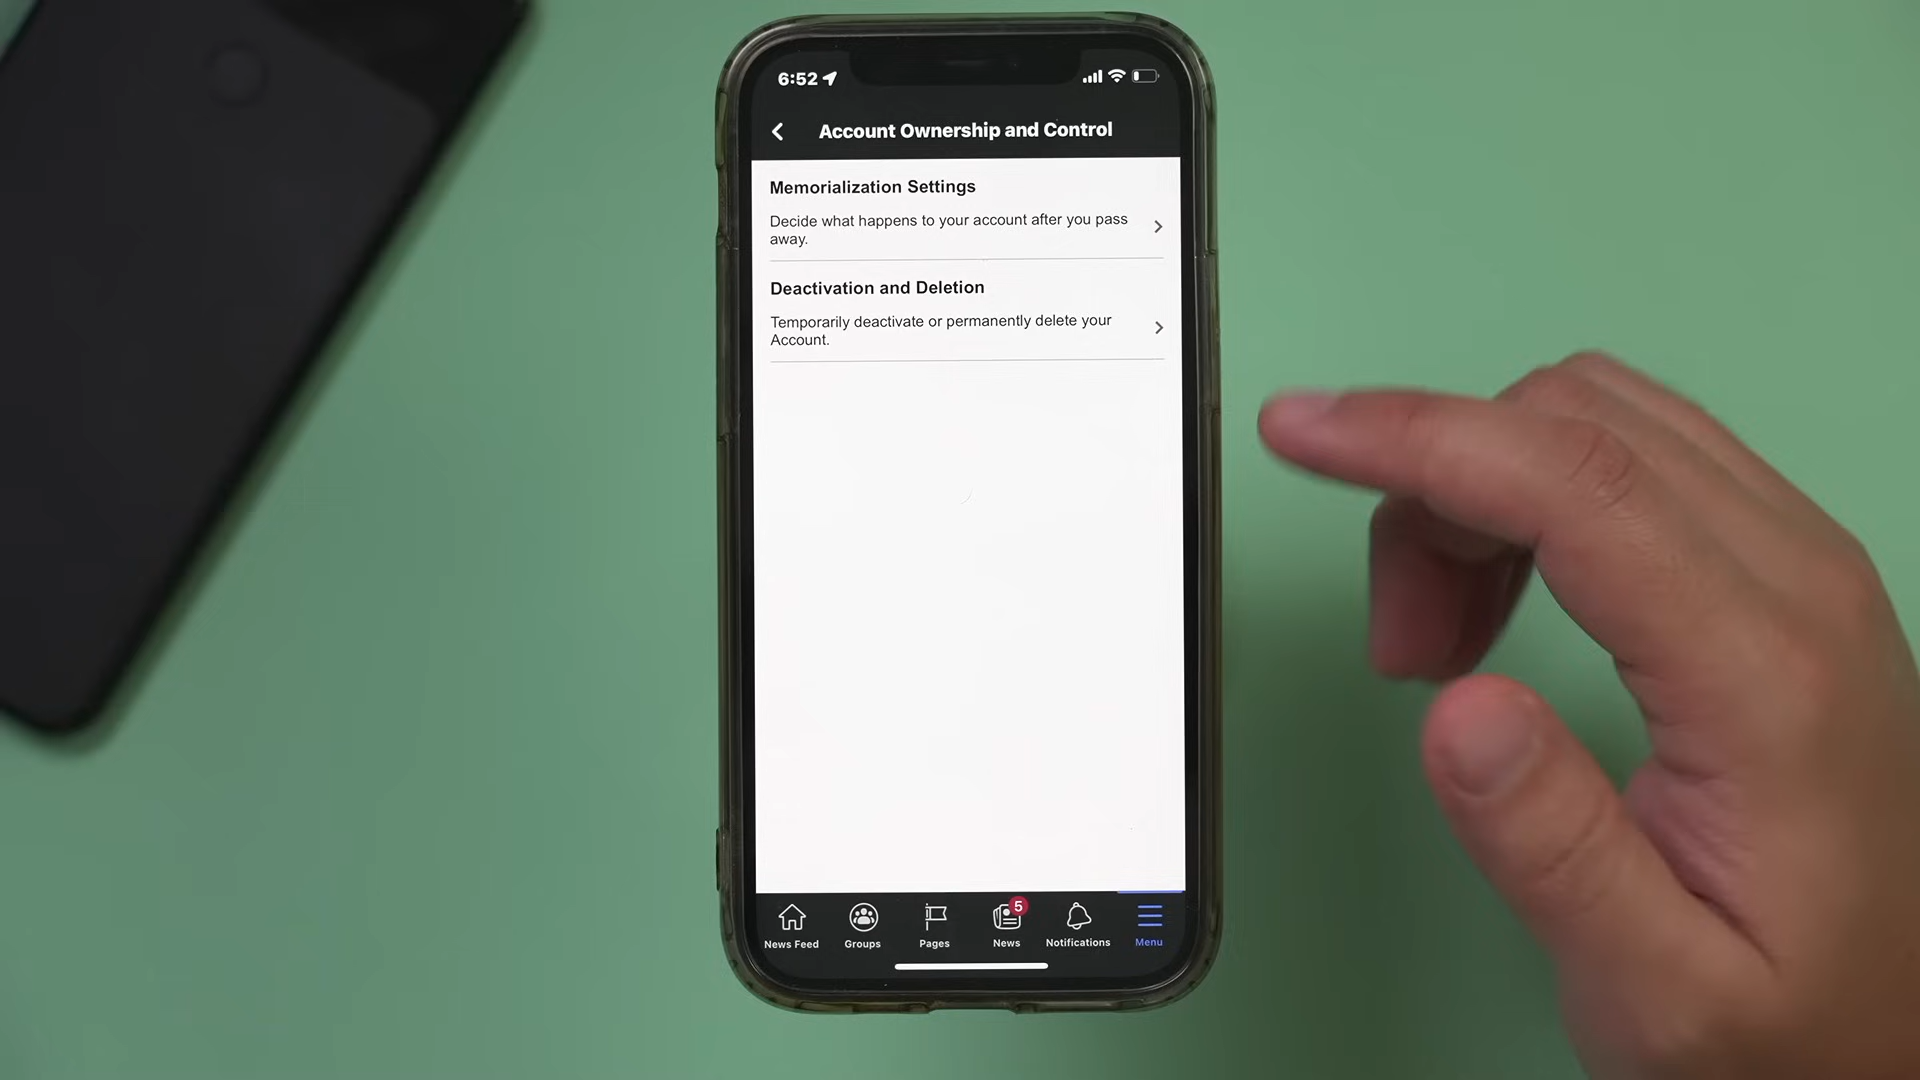 6:52
Account Ownership and Control
Memorialization Settings
Decide what happens to your account after you pass
away.
Deactivation and Deletion
Temporarily deactivate or permanently delete your
Account.
5
News Feed
Groups
Pages
News
Notifications
Menu